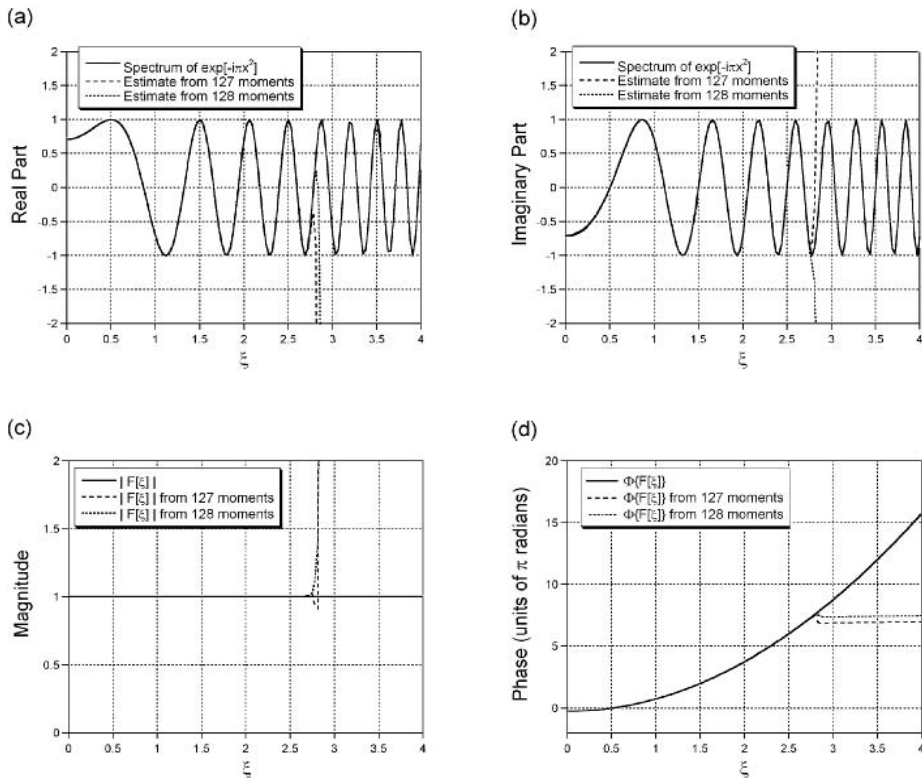 (a)
2
1.5
1
0.5
0
-0.5
-1
-1.5
-2
Real Part
Spectrum of exp[-iπx²]
Estimate from 127 moments
Estimate from 128 moments
0 0.5 1 1.5 2 2.5 3 3.5 4
ξ
(b)
2
1.5
1
0.5
0
-0.5
-1
-1.5
-2
Imaginary Part
Spectrum of exp[-iπx²]
Estimate from 127 moments
Estimate from 128 moments
0 0.5 1 1.5 2 2.5 3 3.5 4
ξ
(c)
2
1.5
1
0.5
0
Magnitude
| F[ξ] |
| F[ξ] | from 127 moments
| F[ξ] | from 128 moments
0 0.5 1 1.5 2 2.5 3 3.5 4
ξ
(d)
20
15
10
5
0
Phase (units of π radians)
Φ{F[ξ]}
Φ{F[ξ]} from 127 moments
Φ{F[ξ]} from 128 moments
0 0.5 1 1.5 2 2.5 3 3.5 4
ξ